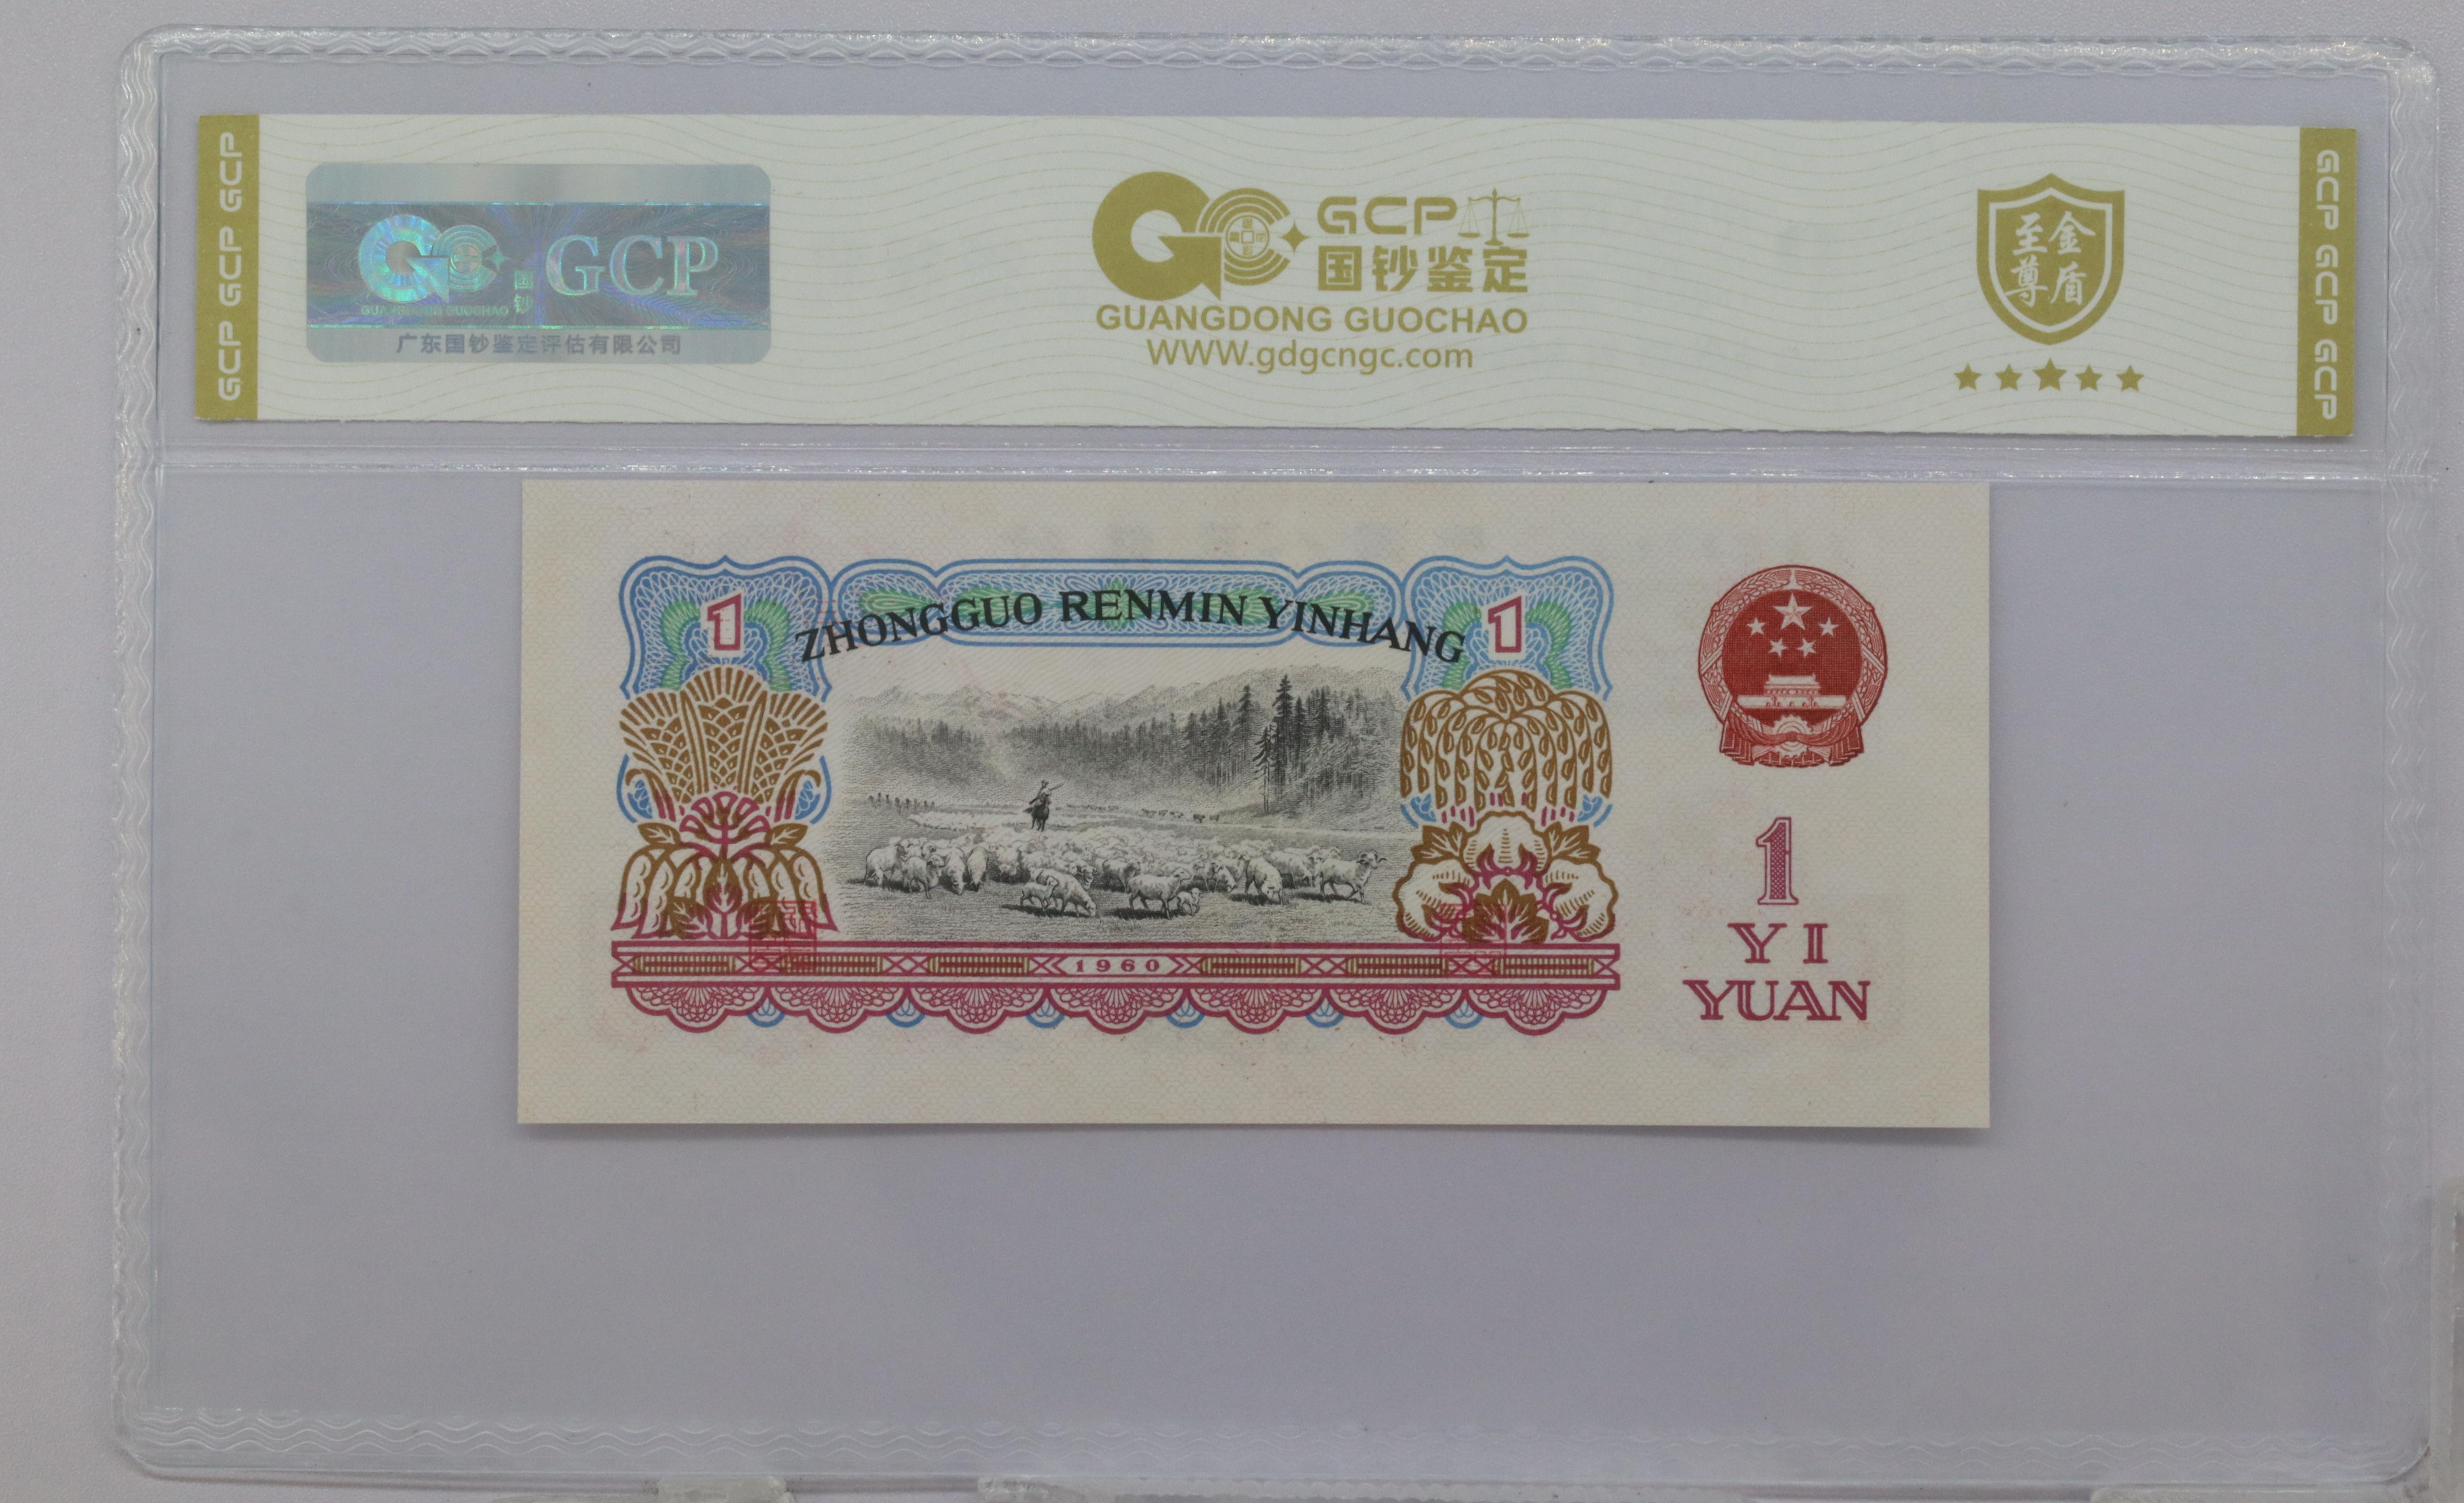 GCP GCP GCP
GCP
国
钞
GUANGDONG GUOCHAO
广东国钞鉴定评估有限公司
GCP
国钞鉴定
GUANGDONG GUOCHAO
WWW.gdgcngc.com
至金
尊盾
GCP GCP GCP
1
ZHONGGUO RENMIN YINHANG
1
1960
1
YI
YUAN